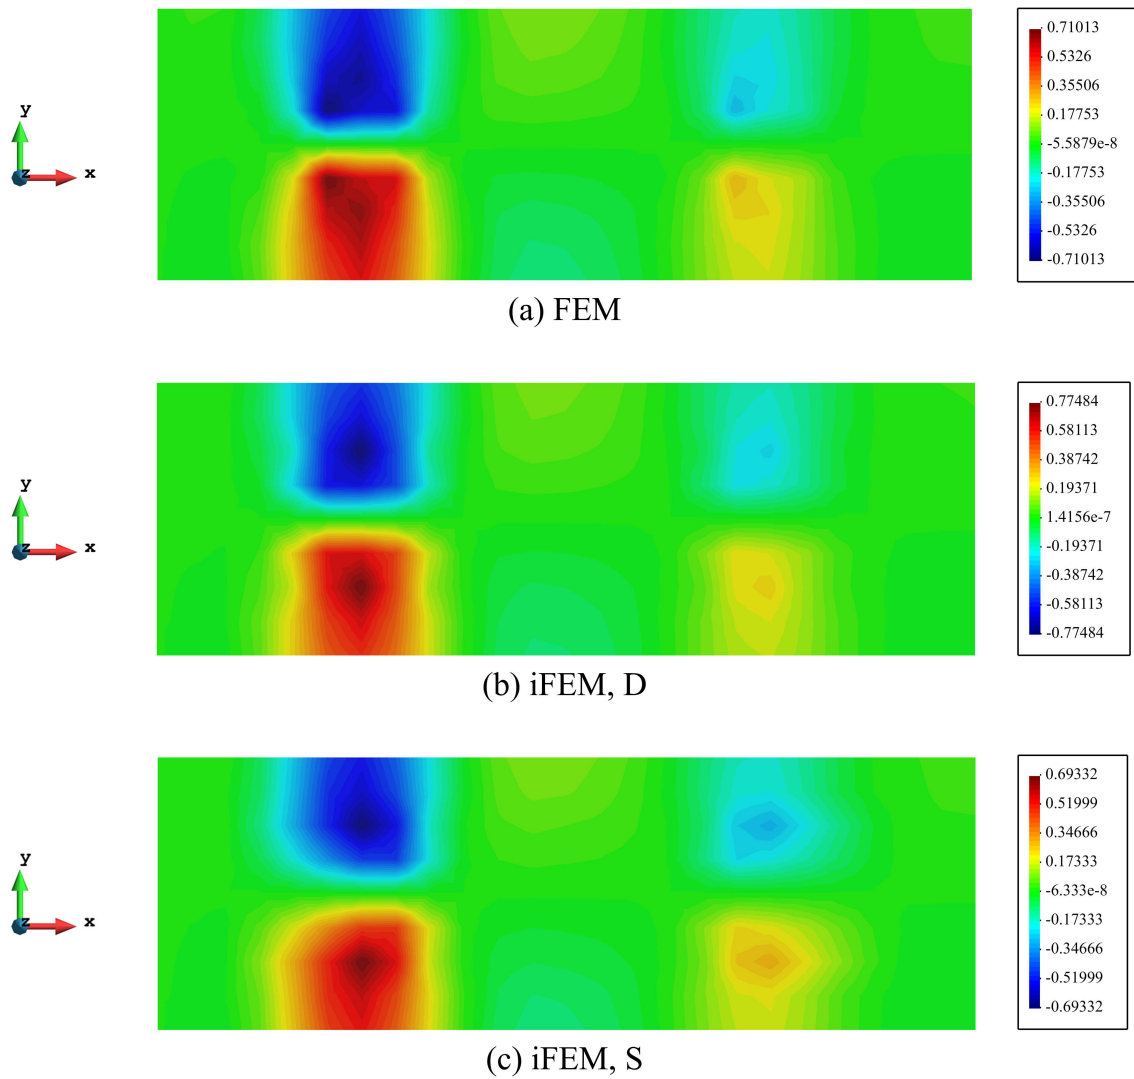 y
z
x
0.71013
0.5326
0.35506
0.17753
-5.5879e-8
-0.17753
-0.35506
-0.5326
-0.71013
(a) FEM
y
z
x
0.77484
0.58113
0.38742
0.19371
1.4156e-7
-0.19371
-0.38742
-0.58113
-0.77484
(b) iFEM, D
y
z
x
0.69332
0.51999
0.34666
0.17333
-6.333e-8
-0.17333
-0.34666
-0.51999
-0.69332
(c) iFEM, S